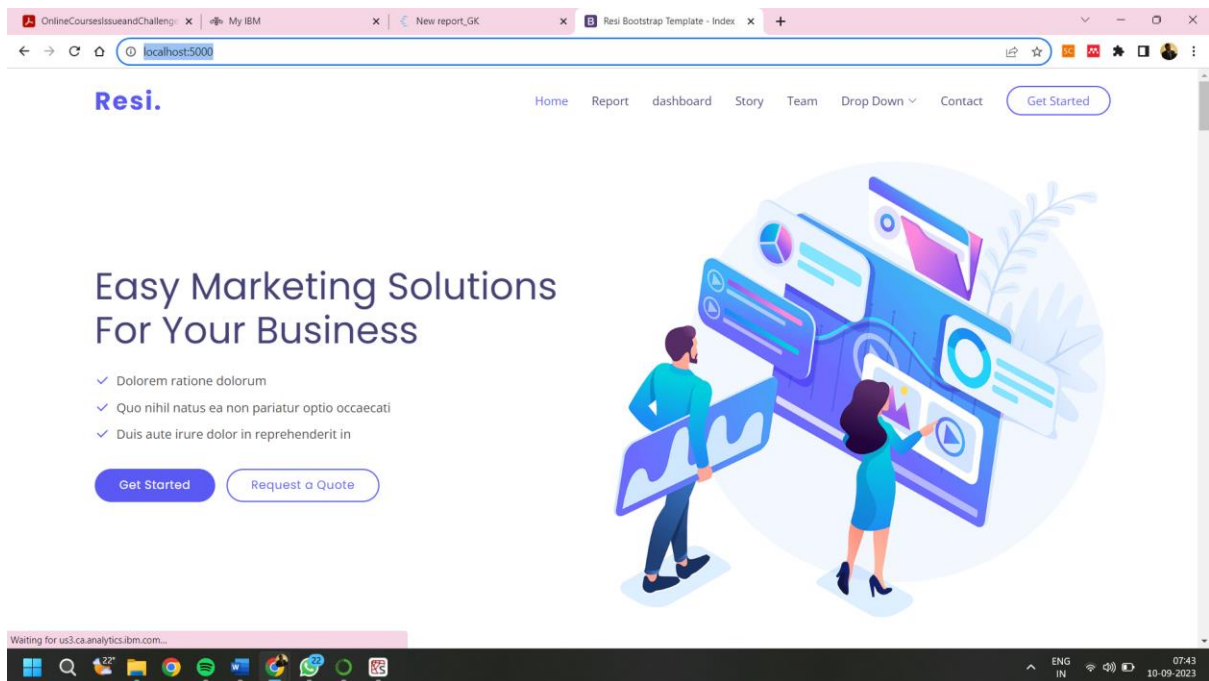 OnlineCoursesIssueandChallenge
My IBM
New report_GK
Resi Bootstrap Template - Index
localhost:5000
Resi.
Home Report dashboard Story Team Drop Down Contact Get Started
Easy Marketing Solutions
For Your Business
Dolorem ratione dolorum
Quo nihil natus ea non pariatur optio occaecati
Duis aute irure dolor in reprehenderit in
Get Started Request a Quote
Waiting for us3.ca.analytics.ibm.com...
22°
22
ENG
IN
07:43
10-09-2023